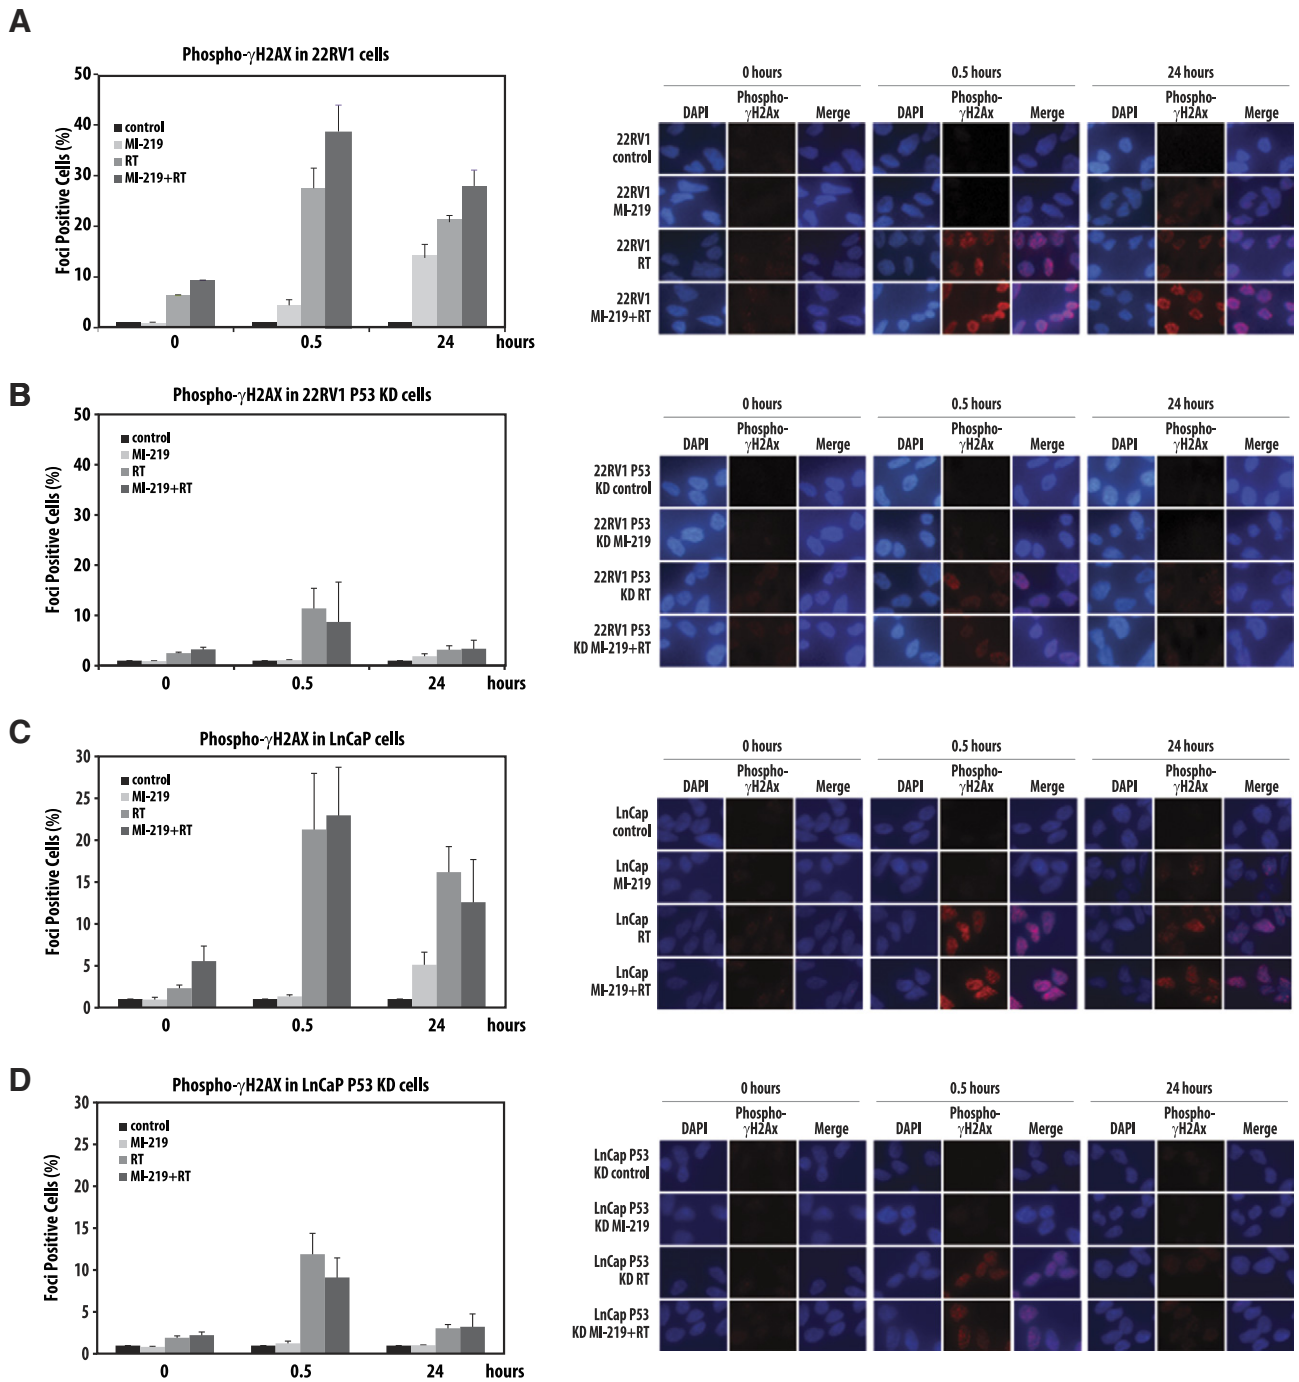 A
Phospho-γH2AX in 22RV1 cells
50
40
30
20
10
0
Foci Positive Cells (%)
control
MI-219
RT
MI-219+RT
0 0.5 24 hours
0 hours 0.5 hours 24 hours
DAPI Phospho-γH2Ax Merge DAPI Phospho-γH2Ax Merge DAPI Phospho-γH2Ax Merge
22RV1
control
22RV1
MI-219
22RV1
RT
22RV1
MI-219+RT
B
Phospho-γH2AX in 22RV1 P53 KD cells
50
40
30
20
10
0
Foci Positive Cells (%)
control
MI-219
RT
MI-219+RT
0 0.5 24 hours
0 hours 0.5 hours 24 hours
DAPI Phospho-γH2Ax Merge DAPI Phospho-γH2Ax Merge DAPI Phospho-γH2Ax Merge
22RV1 P53
KD control
22RV1 P53
KD MI-219
22RV1 P53
KD RT
22RV1 P53
KD MI-219+RT
C
Phospho-γH2AX in LnCaP cells
30
25
20
15
10
5
0
Foci Positive Cells (%)
control
MI-219
RT
MI-219+RT
0 0.5 24 hours
0 hours 0.5 hours 24 hours
DAPI Phospho-γH2Ax Merge DAPI Phospho-γH2Ax Merge DAPI Phospho-γH2Ax Merge
LnCap
control
LnCap
MI-219
LnCap
RT
LnCap
MI-219+RT
D
Phospho-γH2AX in LnCaP P53 KD cells
30
25
20
15
10
5
0
Foci Positive Cells (%)
control
MI-219
RT
MI-219+RT
0 0.5 24 hours
0 hours 0.5 hours 24 hours
DAPI Phospho-γH2Ax Merge DAPI Phospho-γH2Ax Merge DAPI Phospho-γH2Ax Merge
LnCap P53
KD control
LnCap P53
KD MI-219
LnCap P53
KD RT
LnCap P53
KD MI-219+RT